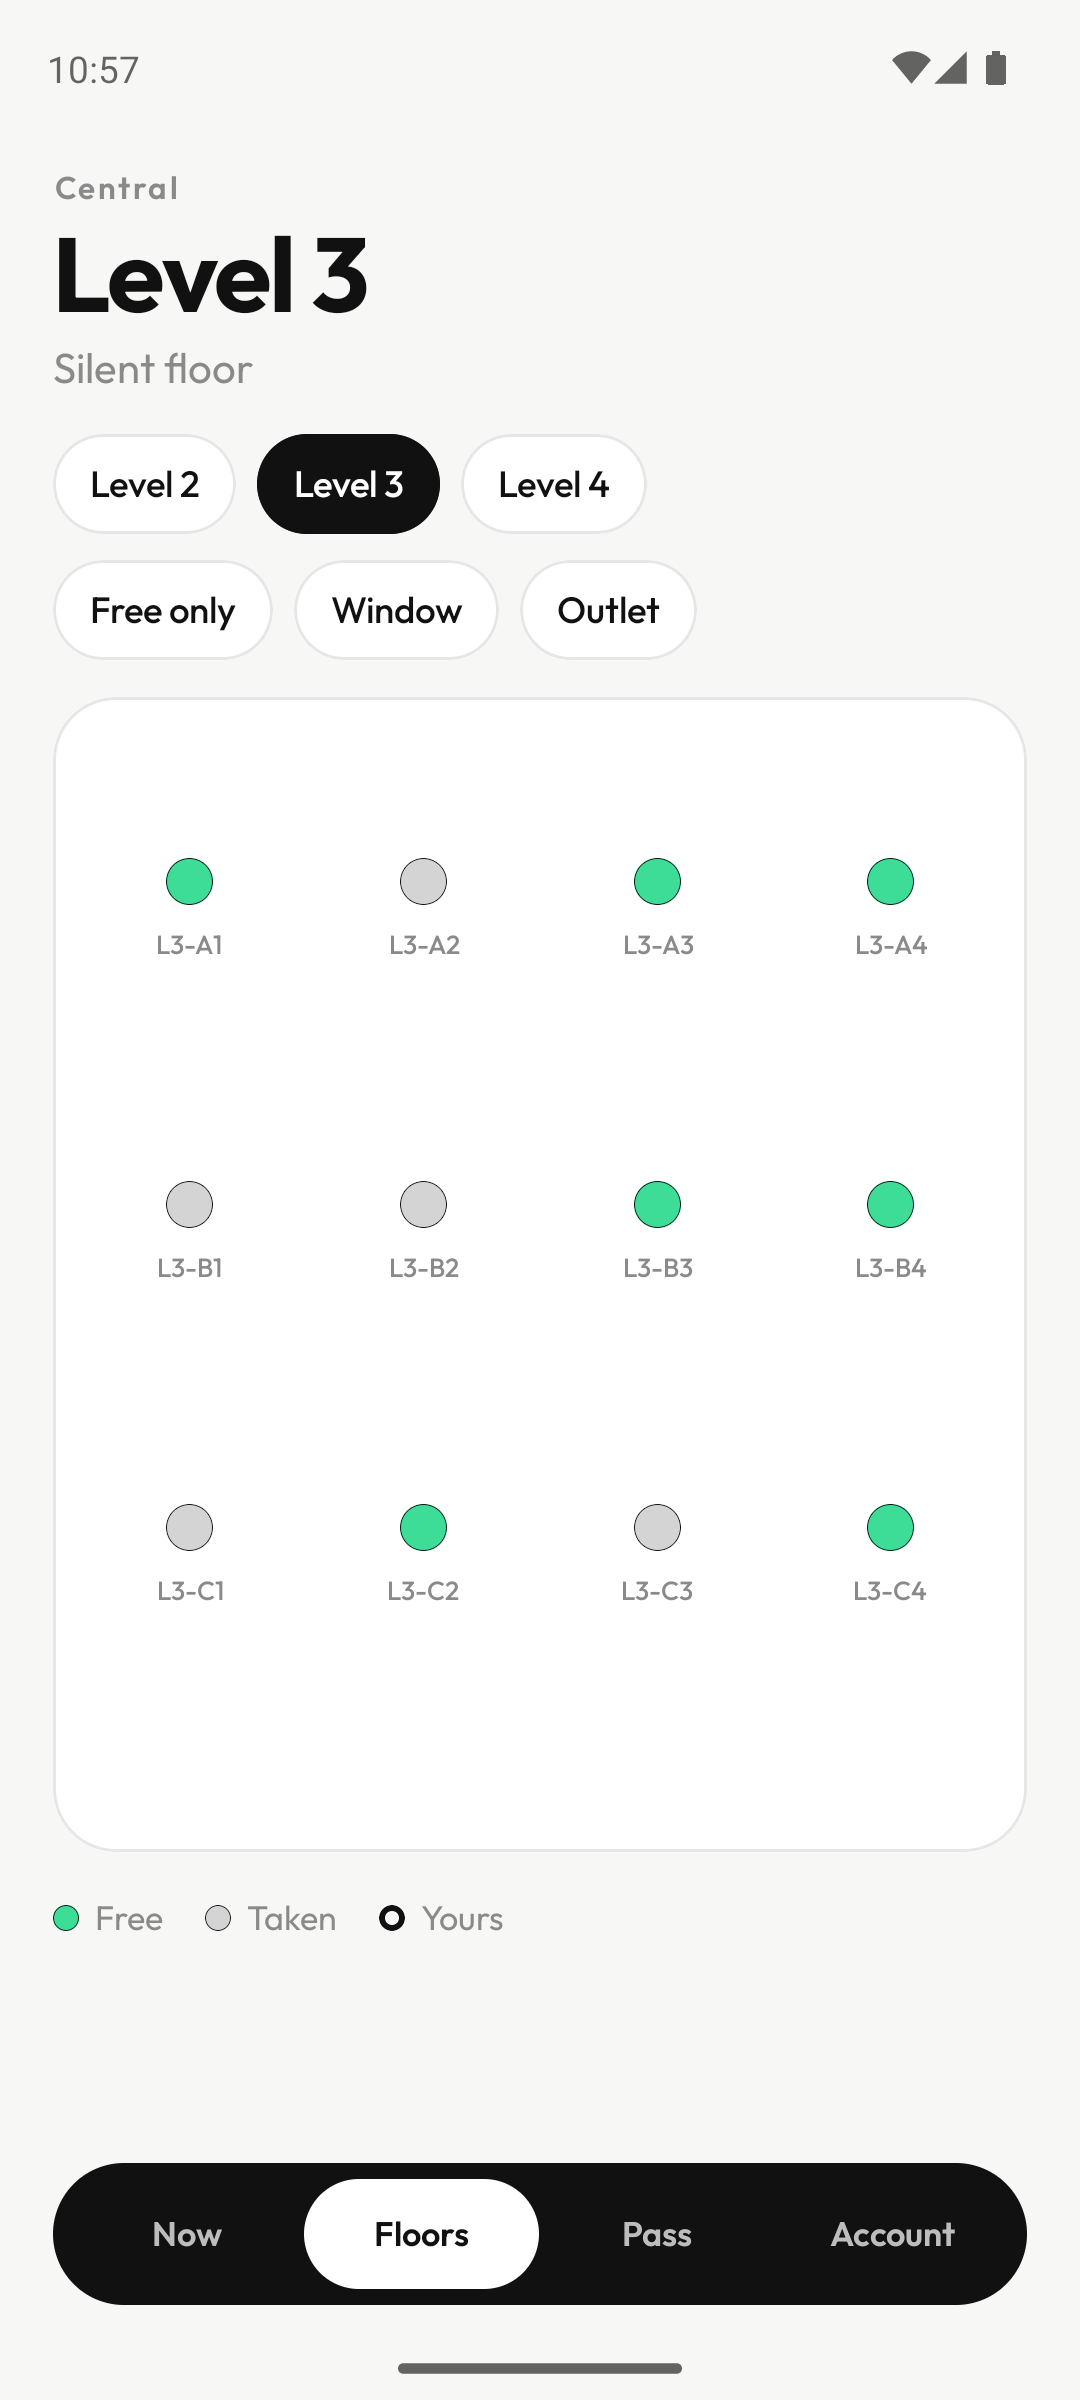 10:57
Central
Level 3
Silent floor
Level 2 Level 3 Level 4
Free only Window Outlet
L3-A1 L3-A2 L3-A3 L3-A4
L3-B1 L3-B2 L3-B3 L3-B4
L3-C1 L3-C2 L3-C3 L3-C4
Free Taken Yours
Now Floors Pass Account